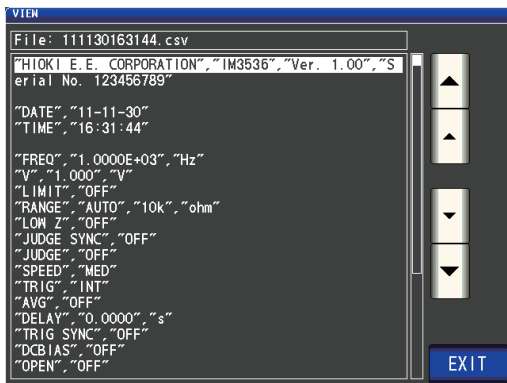 VIEW
File: 111130163144.csv
"HIOKI E.E. CORPORATION","IM3536","Ver. 1.00","S
erial No. 123456789"
"DATE","11-11-30"
"TIME","16:31:44"
"FREQ","1.0000E+03","Hz"
"V","1.000","V"
"LIMIT","OFF"
"RANGE","AUTO","10k","ohm"
"LOW Z","OFF"
"JUDGE SYNC","OFF"
"JUDGE","OFF"
"SPEED","MED"
"TRIG","INT"
"AVG","OFF"
"DELAY","0.0000","s"
"TRIG SYNC","OFF"
"DCBIAS","OFF"
"OPEN","OFF"
EXIT